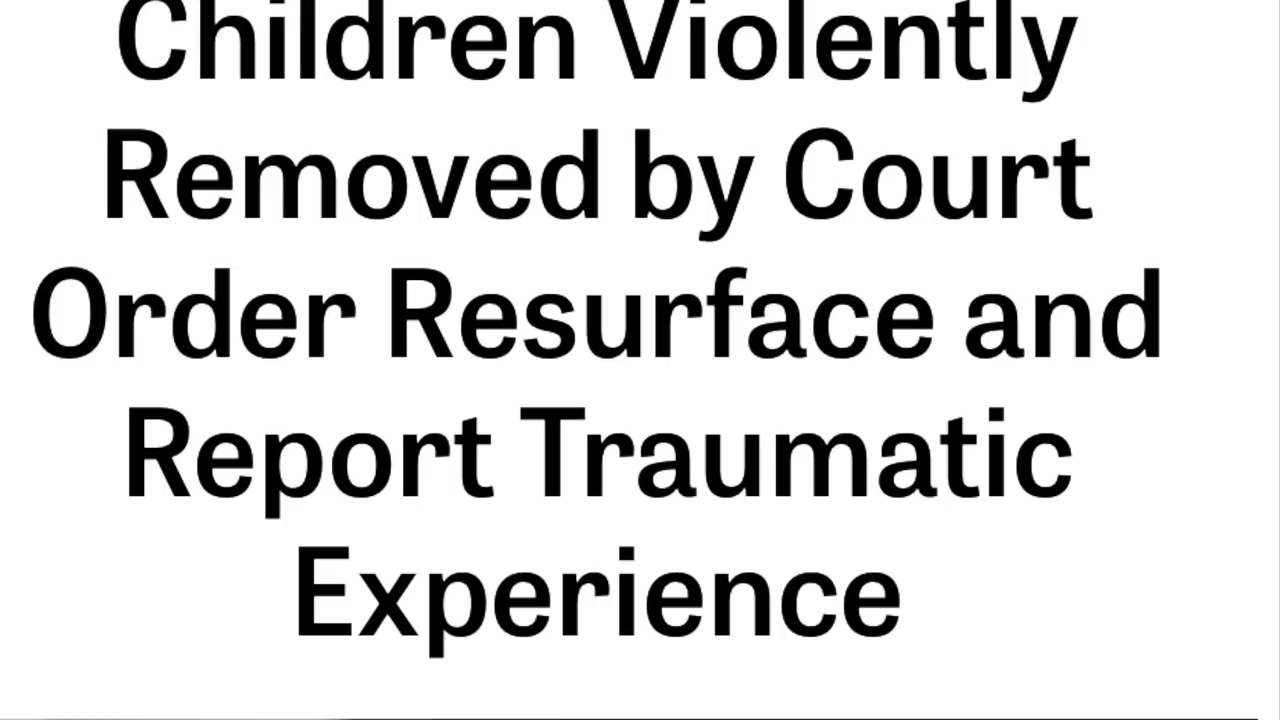 Children Violently
Removed by Court
Order Resurface and
Report Traumatic
Experience